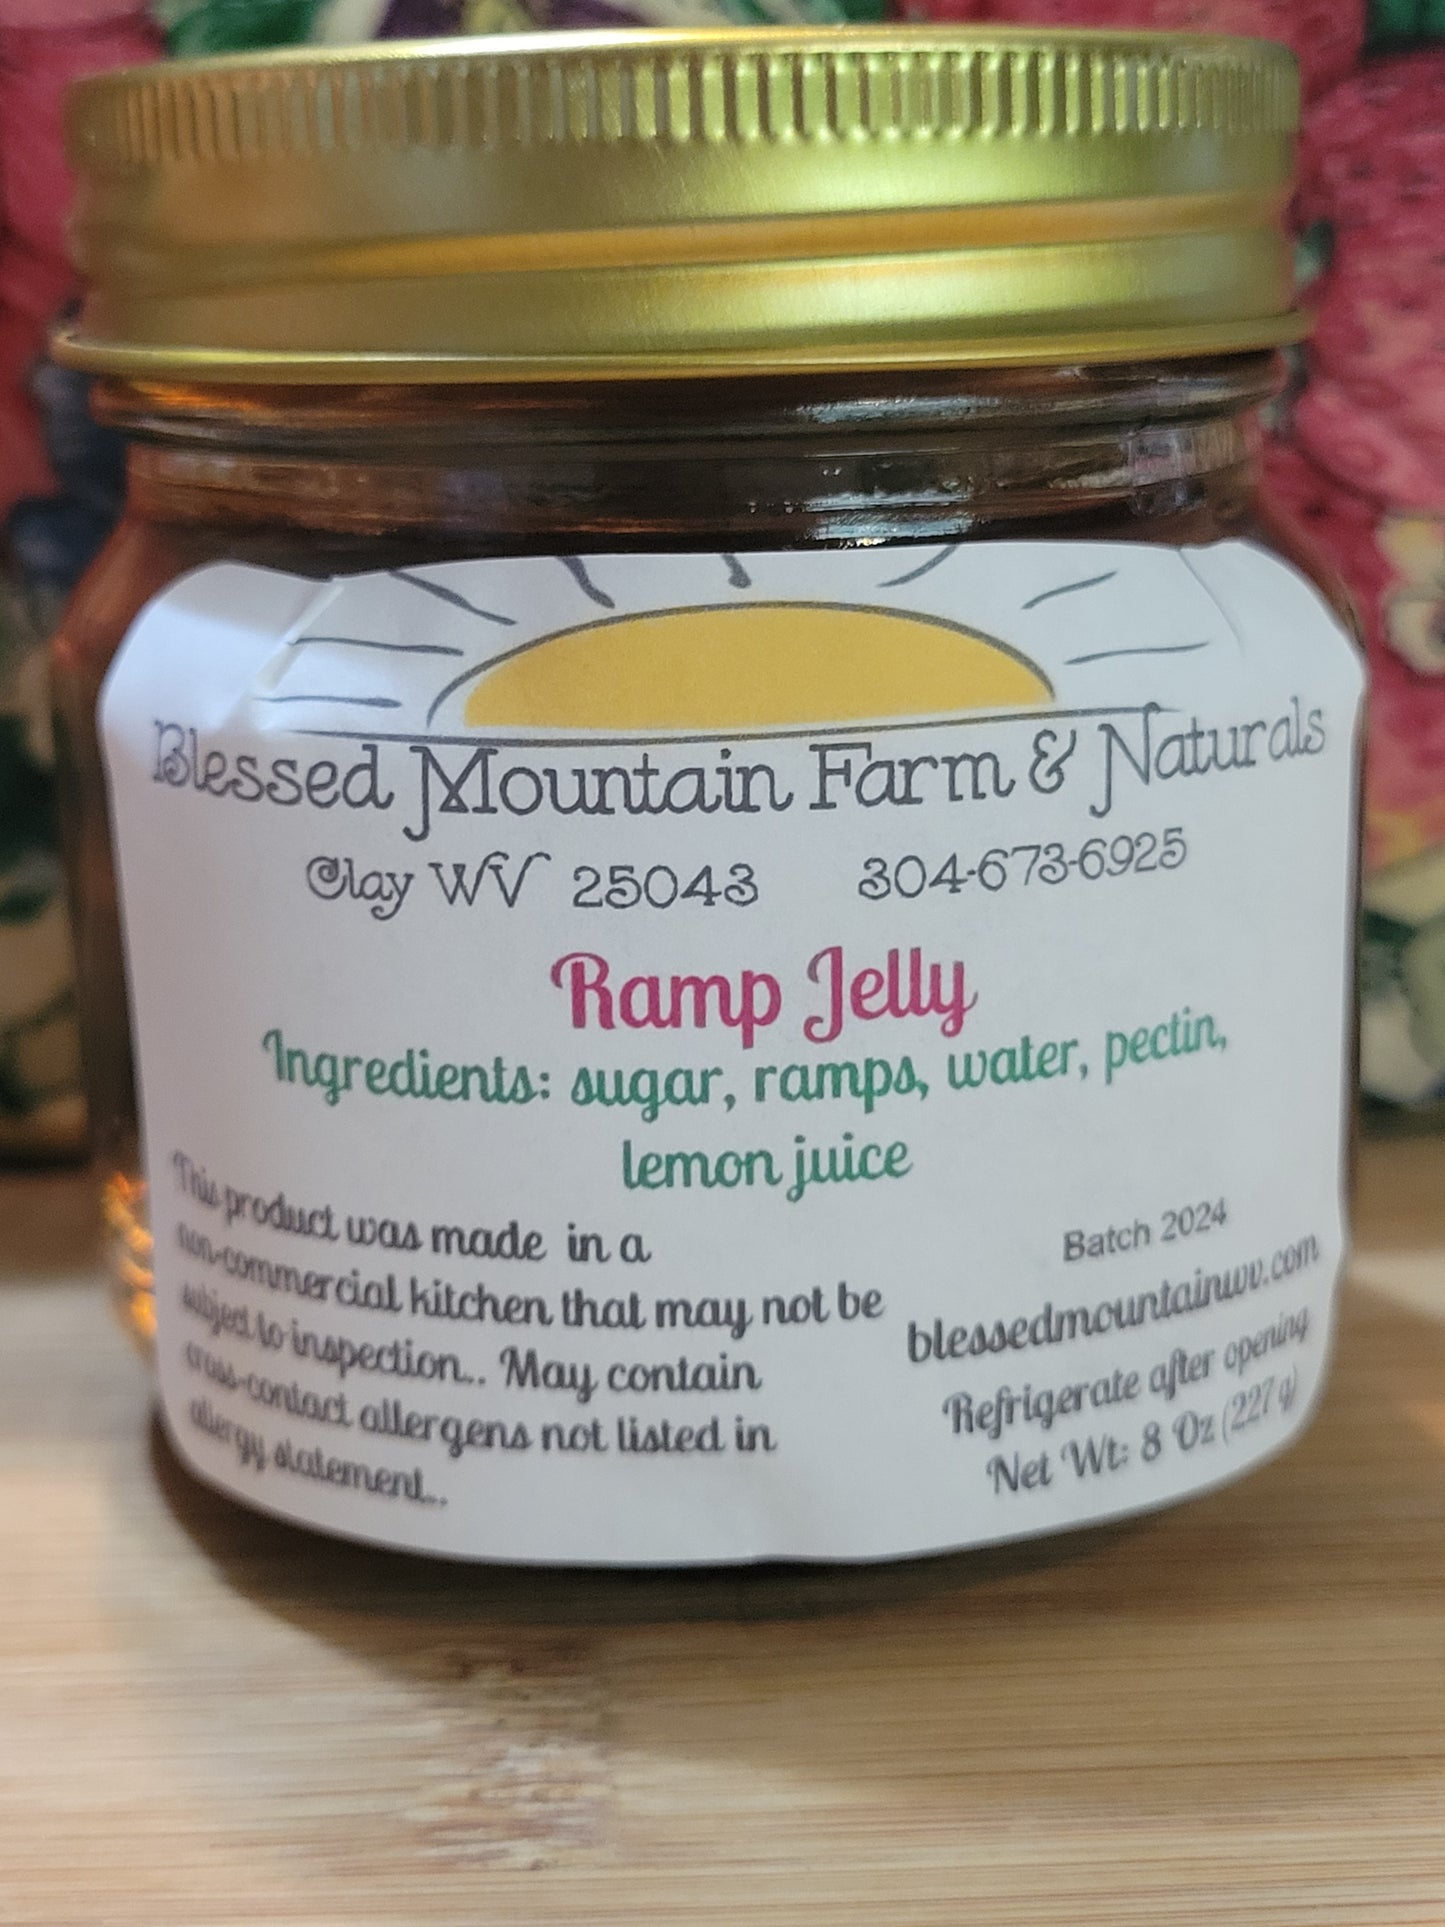 Blessed Mountain Farm & Naturals
Clay WV 25043 304-673-6925
Ramp Jelly
Ingredients: sugar, ramps, water, pectin,
lemon juice
This product was made in a
non-commercial kitchen that may not be
subject to inspection.. May contain
cross-contact allergens not listed in
allergy statement...
Batch 2024
blessedmountainwv.com
Refrigerate after opening
Net Wt: 8 Oz (227 g)